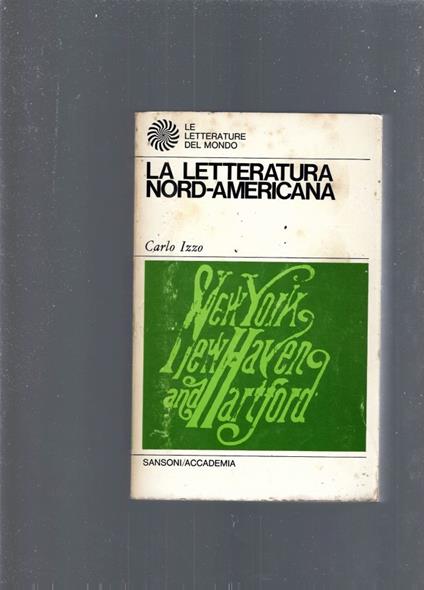 LE
LETTERATURE
DEL MONDO
LA LETTERATURA
NORD-AMERICANA
Carlo Izzo
New York,
New Haven
and Hartford
SANSONI/ACCADEMIA